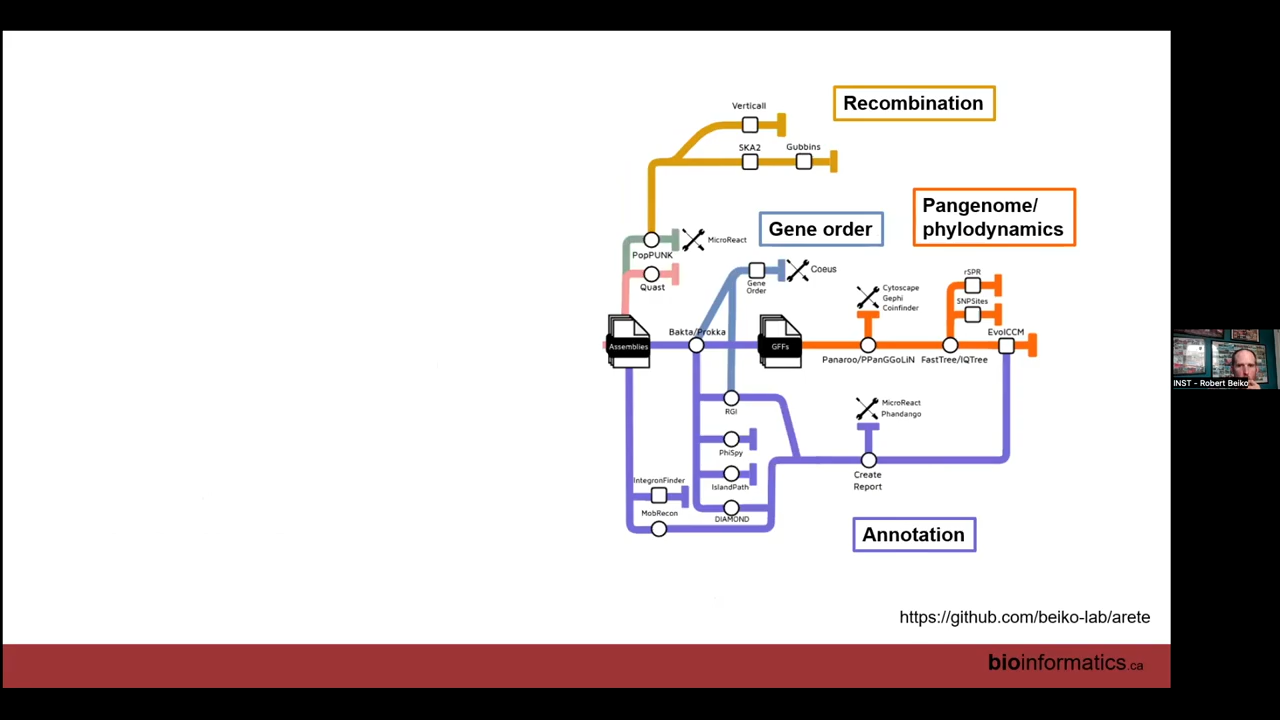 Verticall
Recombination
SKA2
Gubbins
Pangenome/
phylodynamics
Gene order
MicroReact
PopPUNK
Quast
Gene
Order
Coeus
rSPR
Cytoscape
Gephi
Coinfinder
SNPSites
EvolCCM
Bakta/Prokka
Assemblies
GFFs
Panaroo/PPanGGoLiN
FastTree/IQTree
INST - Robert Beiko
RGI
MicroReact
Phandango
PhiSpy
IslandPath
IntegronFinder
MobRecon
DIAMOND
Create
Report
Annotation
https://github.com/beiko-lab/arete
bioinformatics.ca